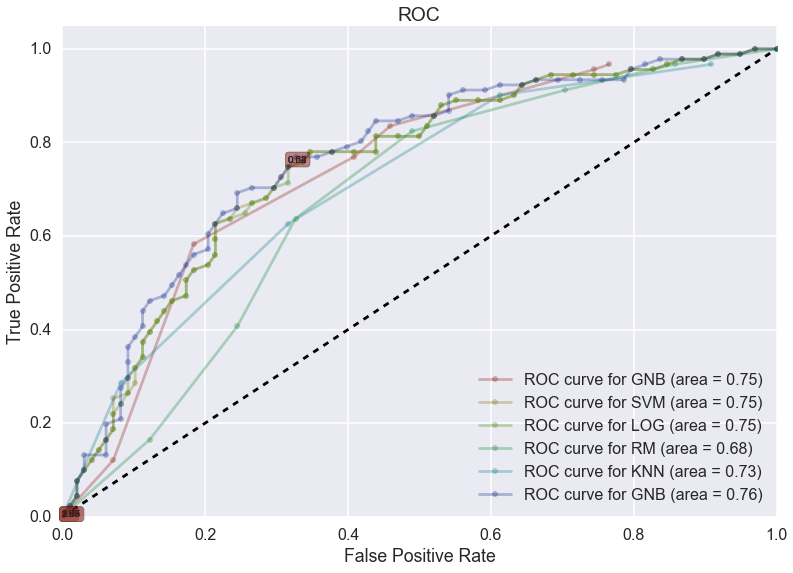 ROC
1.0
0.8
0.6
0.4
0.2
0.0
True Positive Rate
ROC curve for GNB (area = 0.75)
ROC curve for SVM (area = 0.75)
ROC curve for LOG (area = 0.75)
ROC curve for RM (area = 0.68)
ROC curve for KNN (area = 0.73)
ROC curve for GNB (area = 0.76)
0.0 0.2 0.4 0.6 0.8 1.0
False Positive Rate